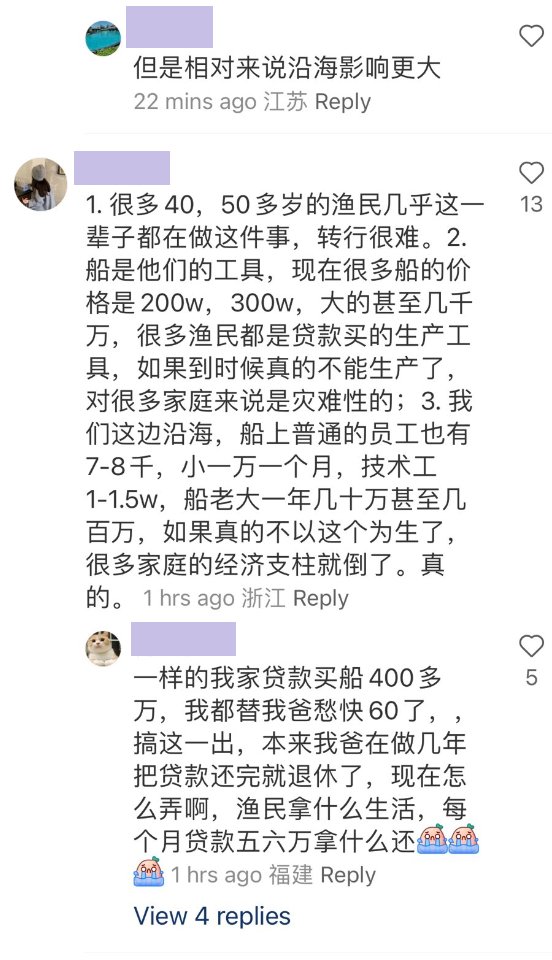 但是相对来说沿海影响更大
22 mins ago 江苏 Reply
1. 很多40，50多岁的渔民几乎这一
13
辈子都在做这件事，转行很难。2.
船是他们的工具，现在很多船的价
格是200w，300w，大的甚至几千
万，很多渔民都是贷款买的生产工
具，如果到时候真的不能生产了，
对很多家庭来说是灾难性的；3. 我
们这边沿海，船上普通的员工也有
7-8千，小一万一个月，技术工
1-1.5w，船老大一年几十万甚至几
百万，如果真的不以这个为生了，
很多家庭的经济支柱就倒了。真
的。 1 hrs ago 浙江 Reply
一样的我家贷款买船400多
5
万，我都替我爸愁快60了，，
搞这一出，本来我爸在做几年
把贷款还完就退休了，现在怎
么弄啊，渔民拿什么生活，每
个月贷款五六万拿什么还
1 hrs ago 福建 Reply
View 4 replies